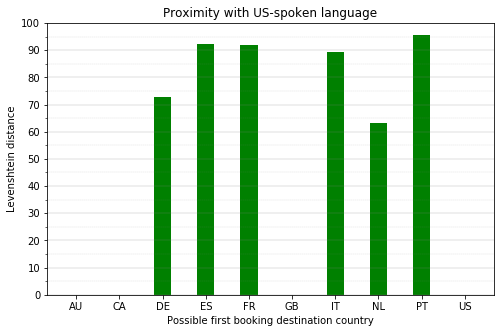 Proximity with US-spoken language
Levenshtein distance
100
90
80
70
60
50
40
30
20
10
0
AU CA DE ES FR GB IT NL PT US
Possible first booking destination country